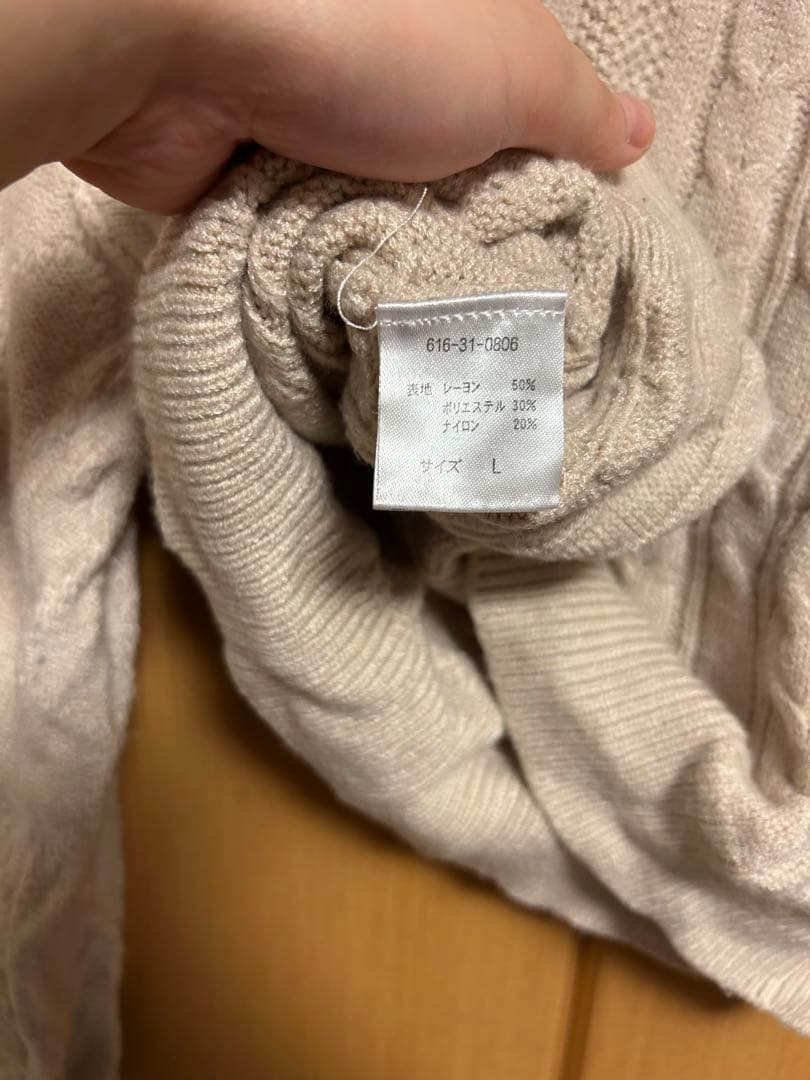 616-31-0806
表地 レーヨン 50%
ポリエステル 30%
ナイロン 20%
サイズ L